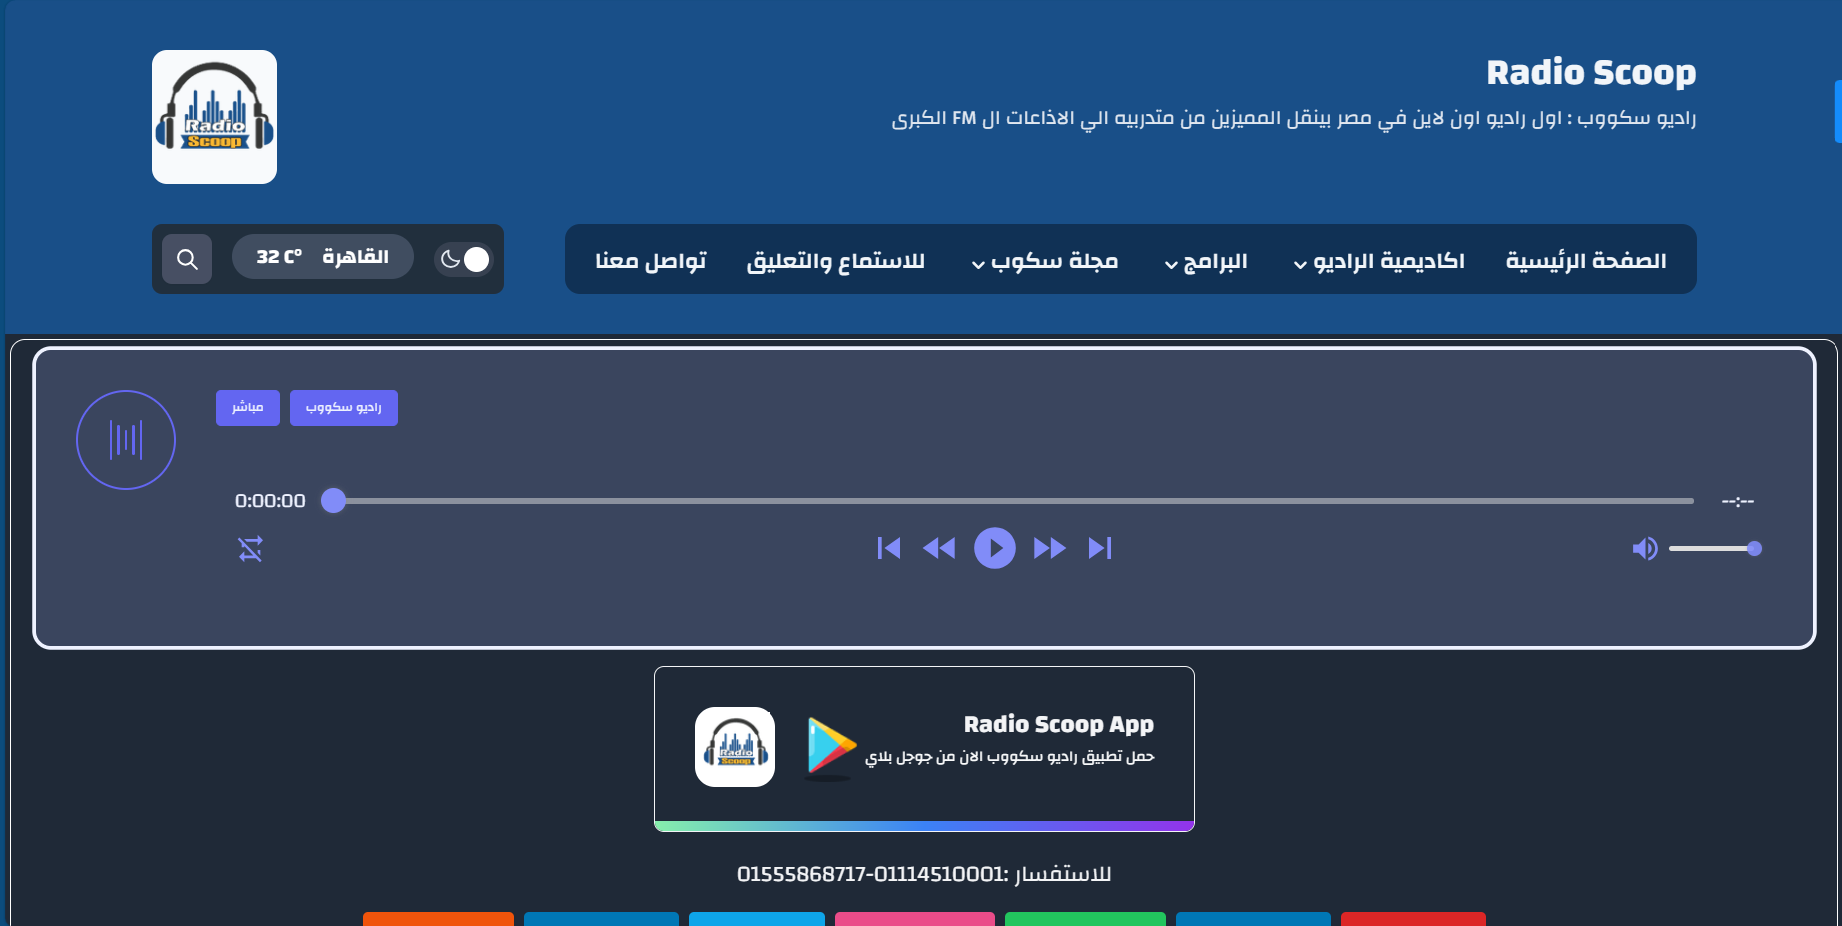 Radio Scoop
راديو سكووب : اول راديو اون لاين في مصر بينقل المميزين من متدربيه الي الاذاعات ال FM الكبرى
Radio
Scoop
الصفحة الرئيسية
اكاديمية الراديو
البرامج
مجلة سكوب
للاستماع والتعليق
تواصل معنا
القاهرة 32 C°
راديو سكووب
مباشر
0:00:00
--:--
Radio Scoop App
حمل تطبيق راديو سكووب الان من جوجل بلاي
Radio
Scoop
للاستفسار :01114510001-01555868717